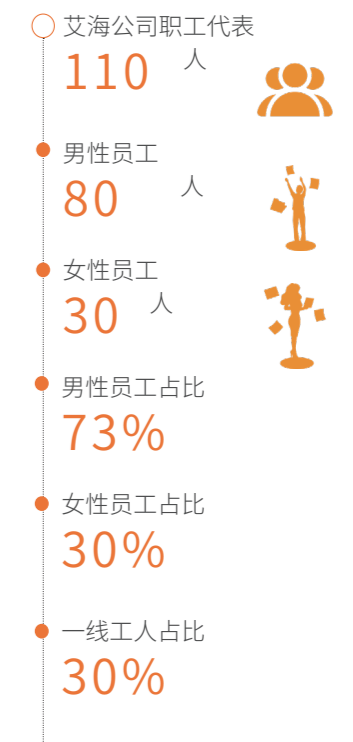 艾海公司职工代表
110 人
男性员工
80 人
女性员工
30 人
男性员工占比
73%
女性员工占比
30%
一线工人占比
30%